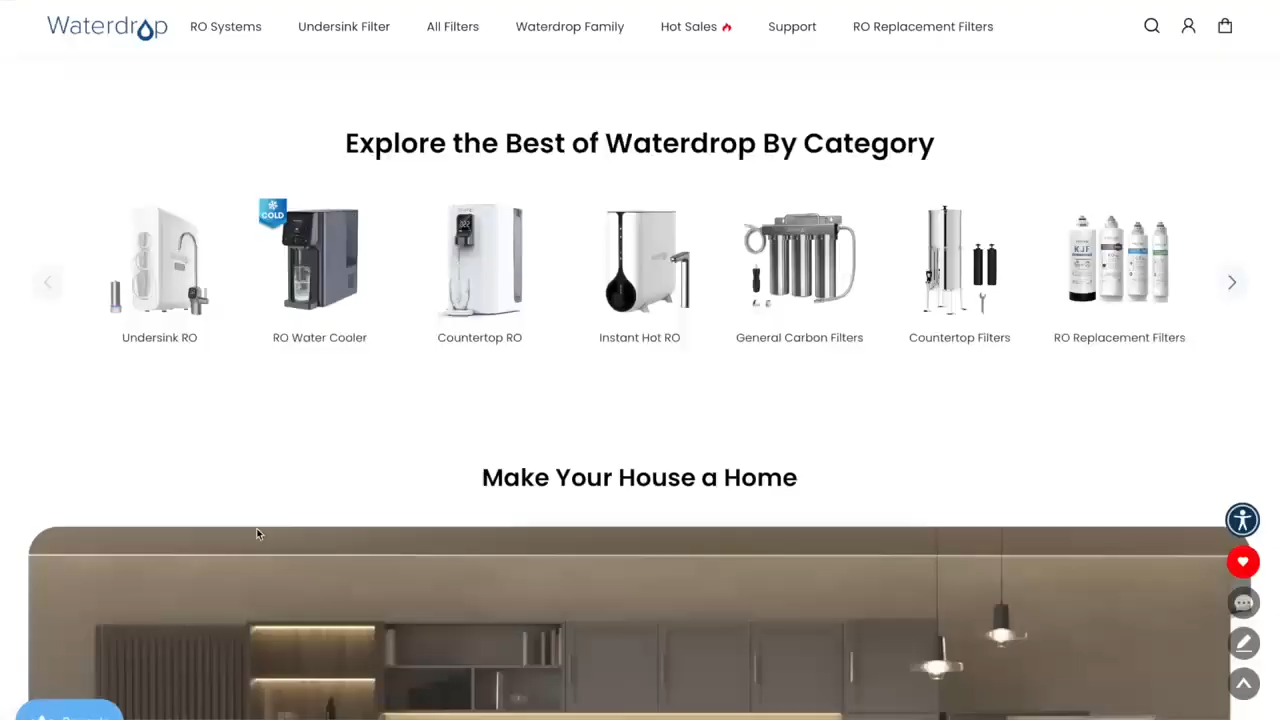 Waterdrop
RO Systems
Undersink Filter
All Filters
Waterdrop Family
Hot Sales
Support
RO Replacement Filters
Explore the Best of Waterdrop By Category
COLD
KJF
Undersink RO
RO Water Cooler
Countertop RO
Instant Hot RO
General Carbon Filters
Countertop Filters
RO Replacement Filters
Make Your House a Home